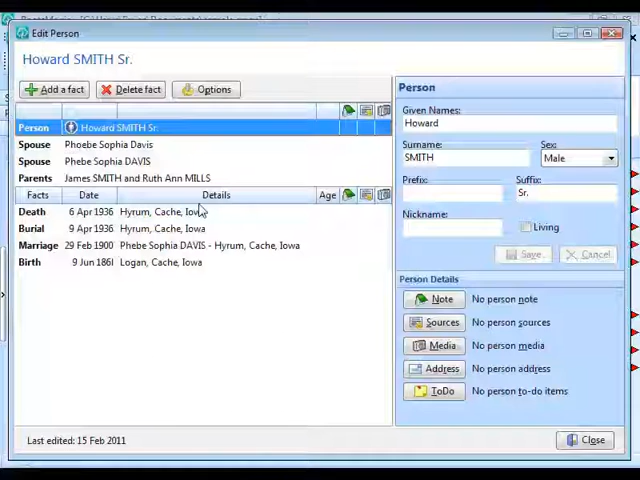 Edit Person
Howard SMITH Sr.
Add a fact
Delete fact
Options
Person Howard SMITH Sr.
Spouse Phoebe Sophia Davis
Spouse Phebe Sophia DAVIS
Parents James SMITH and Ruth Ann MILLS
Facts Date Details Age
Death 6 Apr 1936 Hyrum, Cache, Iowa
Burial 9 Apr 1936 Hyrum, Cache, Iowa
Marriage 29 Feb 1900 Phebe Sophia DAVIS - Hyrum, Cache, Iowa
Birth 9 Jun 1861 Logan, Cache, Iowa
Last edited: 15 Feb 2011
Person
Given Names:
Howard
Surname: Sex:
SMITH Male
Prefix: Suffix:
Sr.
Nickname:
Living
Save Cancel
Person Details
Note No person note
Sources No person sources
Media No person media
Address No person address
ToDo No person to-do items
Close